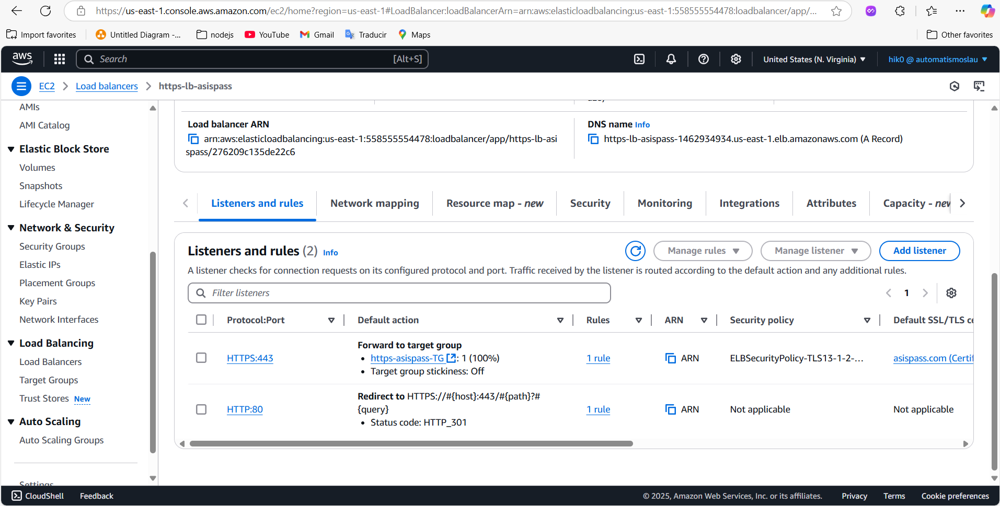 https://us-east-1.console.aws.amazon.com/ec2/home?region=us-east-1#LoadBalancer:loadBalancerArn=arn:aws:elasticloadbalancing:us-east-1:558555554478:loadbalancer/app/...
Import favorites
Untitled Diagram -...
nodejs
YouTube
Gmail
Traducir
Maps
Other favorites
aws
Search
[Alt+S]
United States (N. Virginia)
hik0 @ automatismoslau
EC2
Load balancers
https-lb-asispass
AMIs
AMI Catalog
Elastic Block Store
Volumes
Snapshots
Lifecycle Manager
Network & Security
Security Groups
Elastic IPs
Placement Groups
Key Pairs
Network Interfaces
Load Balancing
Load Balancers
Target Groups
Trust Stores New
Auto Scaling
Auto Scaling Groups
Settings
Load balancer ARN
arn:aws:elasticloadbalancing:us-east-1:558555554478:loadbalancer/app/https-lb-asi
spass/276209c135de22c6
DNS name Info
https-lb-asispass-1462934934.us-east-1.elb.amazonaws.com (A Record)
Listeners and rules
Network mapping
Resource map - new
Security
Monitoring
Integrations
Attributes
Capacity - new
Listeners and rules (2) Info
Manage rules
Manage listener
Add listener
A listener checks for connection requests on its configured protocol and port. Traffic received by the listener is routed according to the default action and any additional rules.
Filter listeners
1
Protocol:Port
Default action
Rules
ARN
Security policy
Default SSL/TLS ce
HTTPS:443
Forward to target group
• https-asispass-TG : 1 (100%)
• Target group stickiness: Off
1 rule
ARN
ELBSecurityPolicy-TLS13-1-2-...
asispass.com (Certif
HTTP:80
Redirect to HTTPS://#{host}:443/#{path}?#
{query}
• Status code: HTTP_301
1 rule
ARN
Not applicable
Not applicable
CloudShell
Feedback
© 2025, Amazon Web Services, Inc. or its affiliates.
Privacy
Terms
Cookie preferences